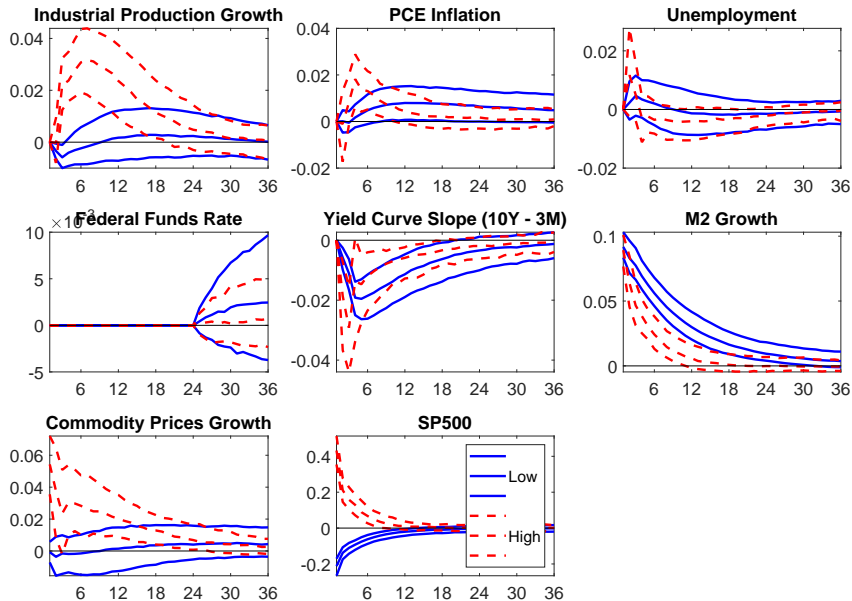 Industrial Production Growth
0.04
0.02
0
6 12 18 24 30 36
PCE Inflation
0.04
0.02
0
-0.02
6 12 18 24 30 36
Unemployment
0.02
0
-0.02
6 12 18 24 30 36
Federal Funds Rate
× 10-3
10
5
0
-5
6 12 18 24 30 36
Yield Curve Slope (10Y - 3M)
0
-0.02
-0.04
6 12 18 24 30 36
M2 Growth
0.1
0.05
0
6 12 18 24 30 36
Commodity Prices Growth
0.06
0.04
0.02
0
6 12 18 24 30 36
SP500
0.4
0.2
0
-0.2
6 12 18 24 30 36
Low
High